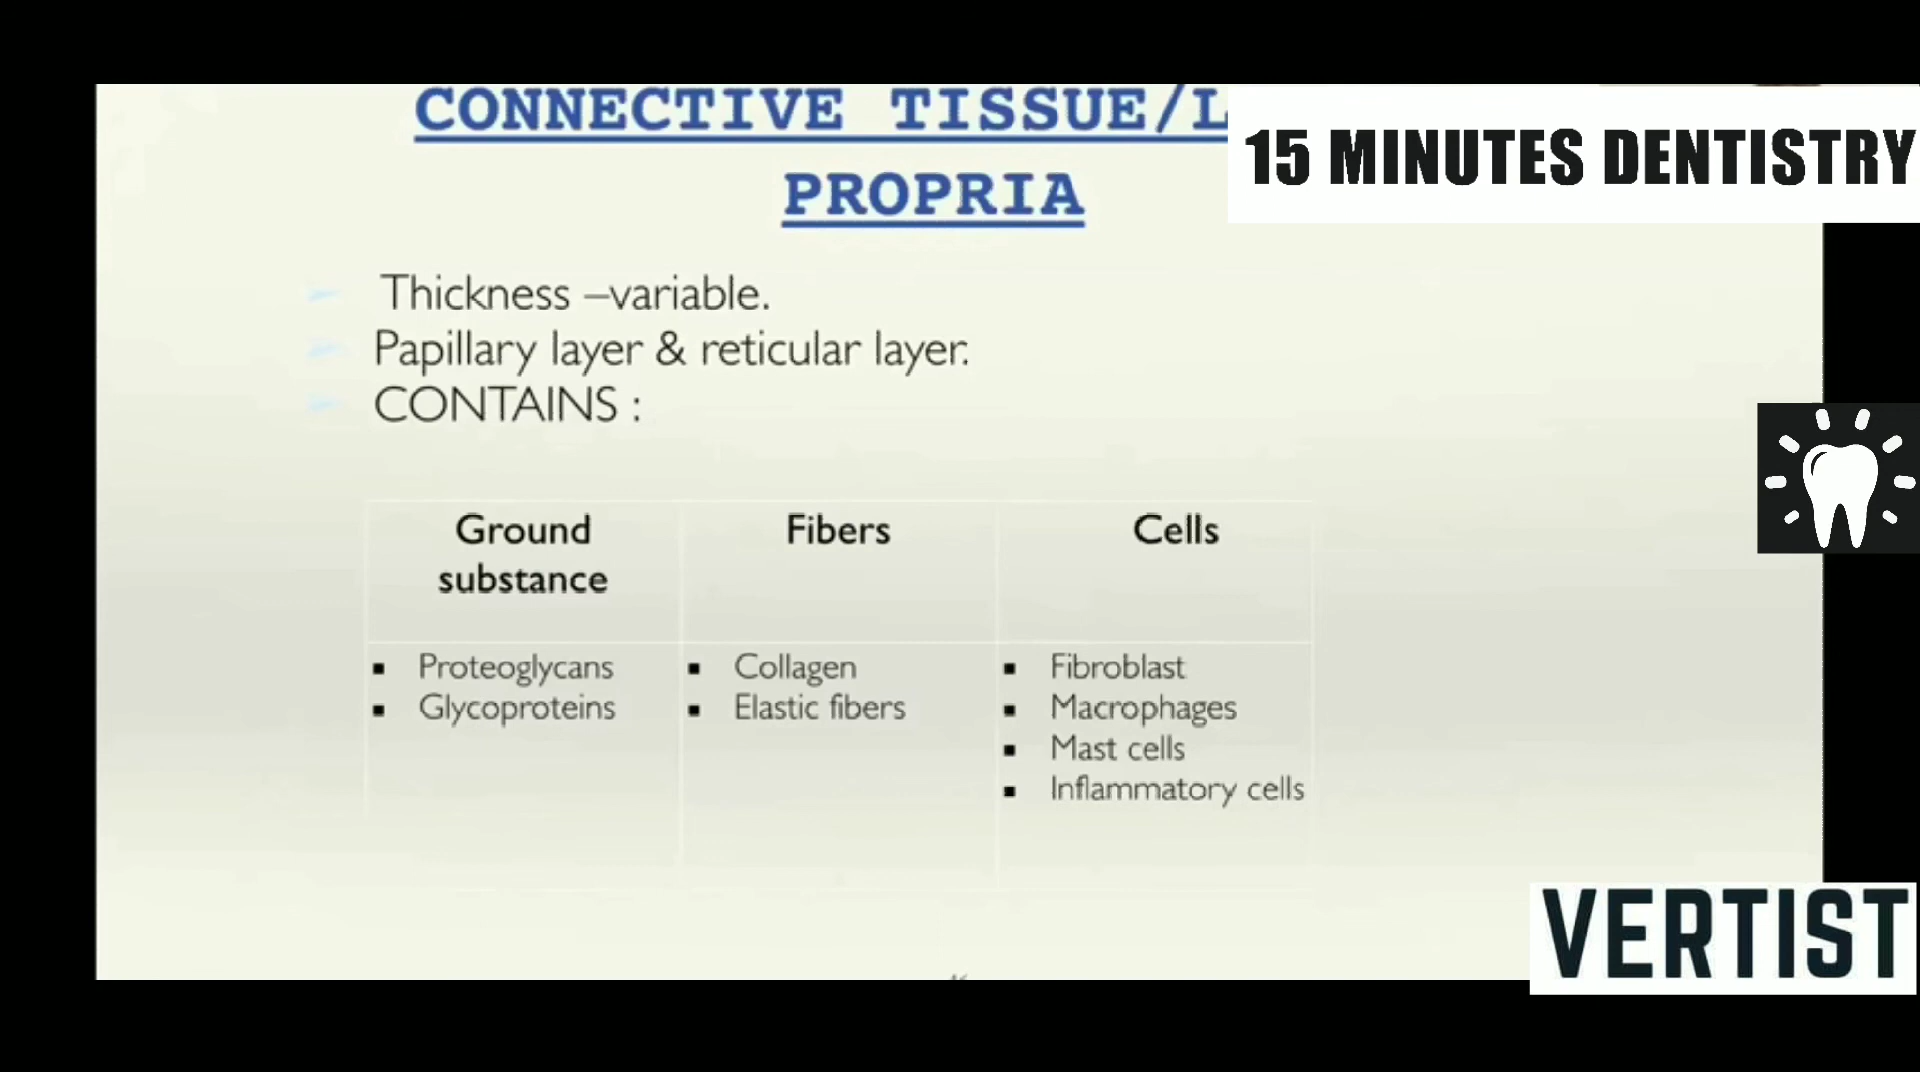 CONNECTIVE TISSUE/L
PROPRIA
15 MINUTES DENTISTRY
Thickness –variable.
Papillary layer & reticular layer.
CONTAINS :
Ground substance
Fibers
Cells
▪ Proteoglycans
▪ Glycoproteins
▪ Collagen
▪ Elastic fibers
▪ Fibroblast
▪ Macrophages
▪ Mast cells
▪ Inflammatory cells
VERTIST